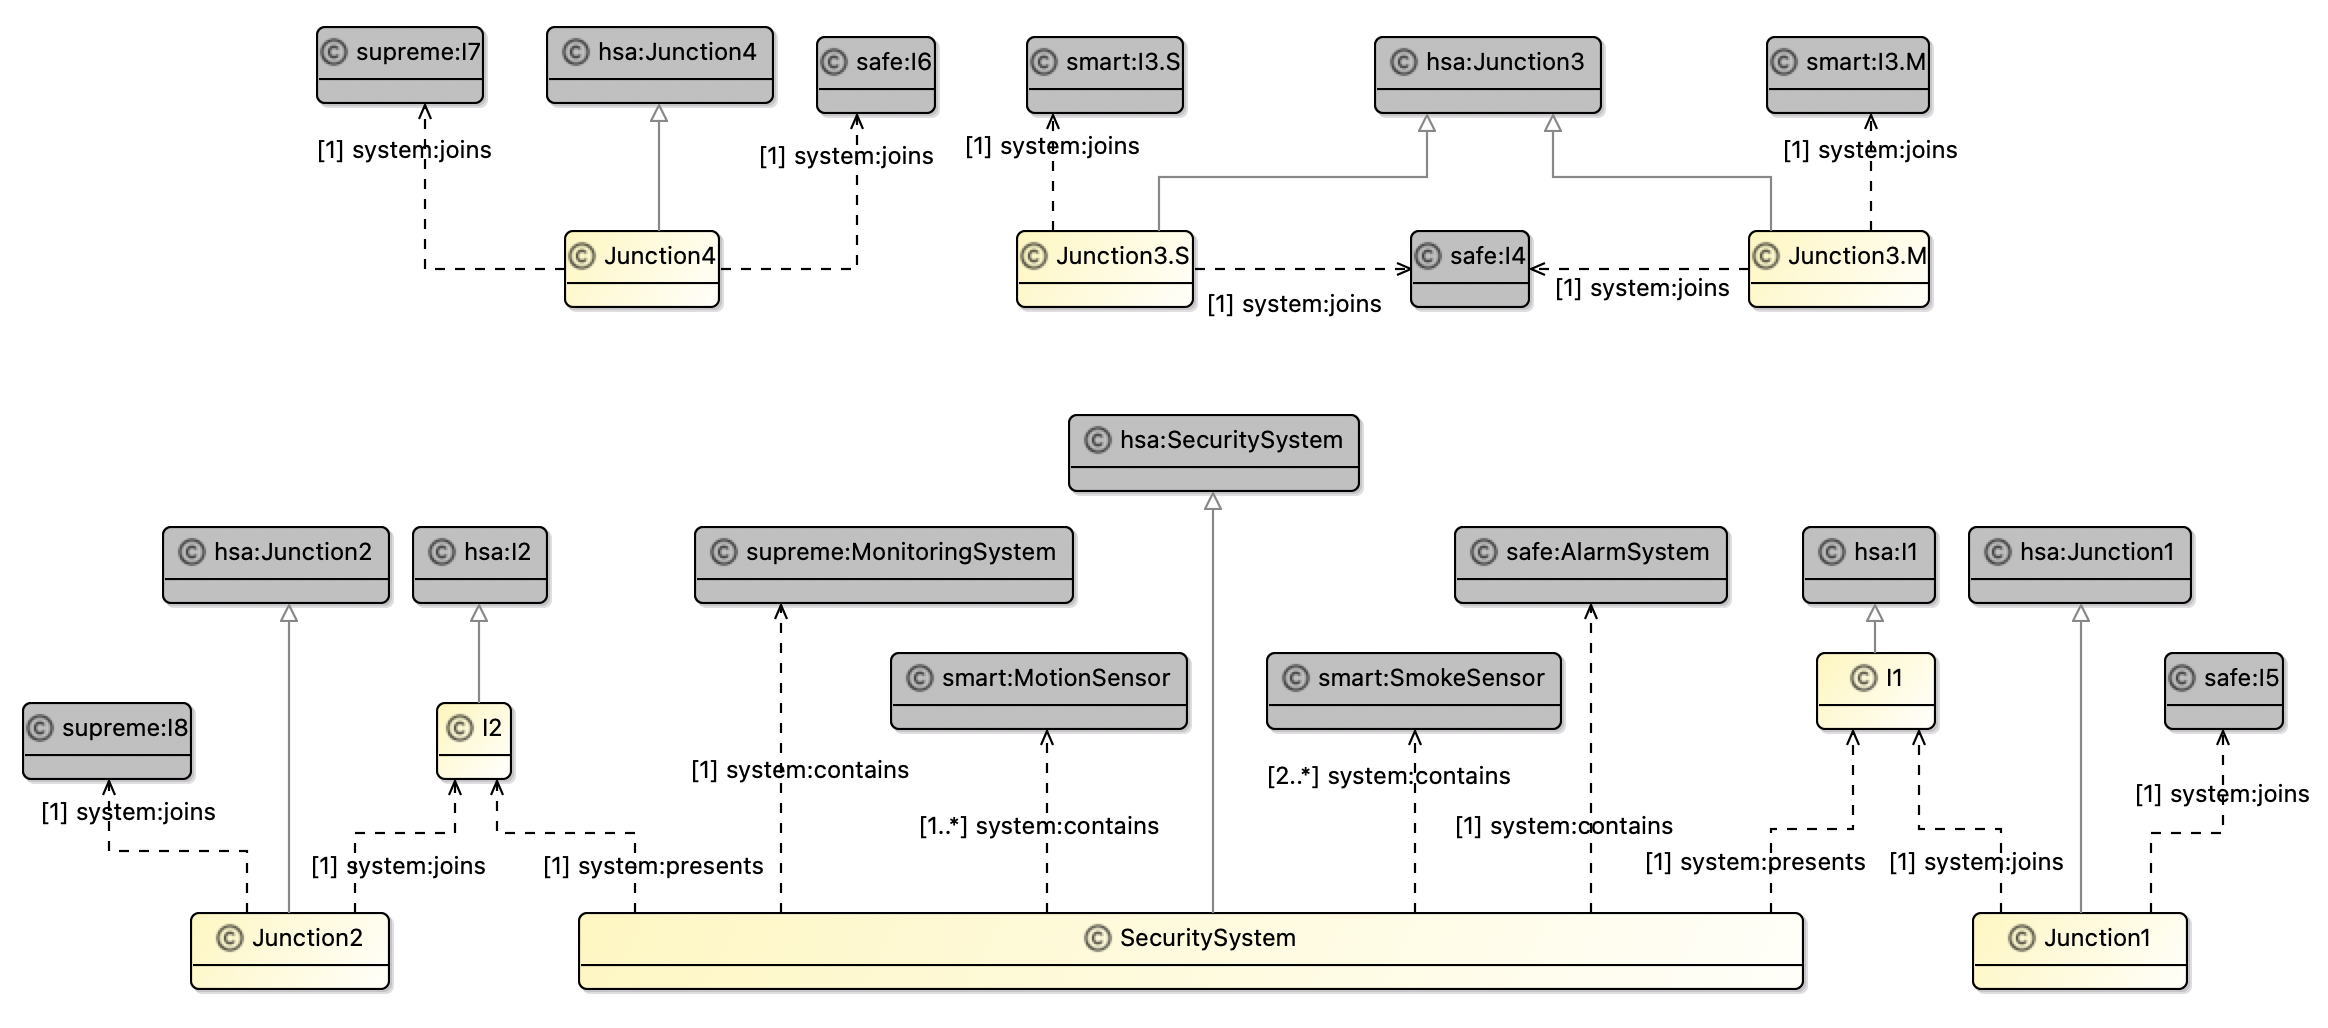 © supreme:I7
© hsa:Junction4
© safe:I6
© smart:I3.S
© hsa:Junction3
© smart:I3.M
[1] system:joins
[1] system:joins
[1] system:joins
[1] system:joins
© Junction4
© Junction3.S
© safe:I4
© Junction3.M
[1] system:joins
[1] system:joins
© hsa:SecuritySystem
© hsa:Junction2
© hsa:I2
© supreme:MonitoringSystem
© safe:AlarmSystem
© hsa:I1
© hsa:Junction1
© smart:MotionSensor
© smart:SmokeSensor
© I1
© safe:I5
© supreme:I8
© I2
[1] system:contains
[2..*] system:contains
[1] system:joins
[1] system:joins
[1..*] system:contains
[1] system:contains
[1] system:joins
[1] system:presents
[1] system:presents
[1] system:joins
© Junction2
© SecuritySystem
© Junction1